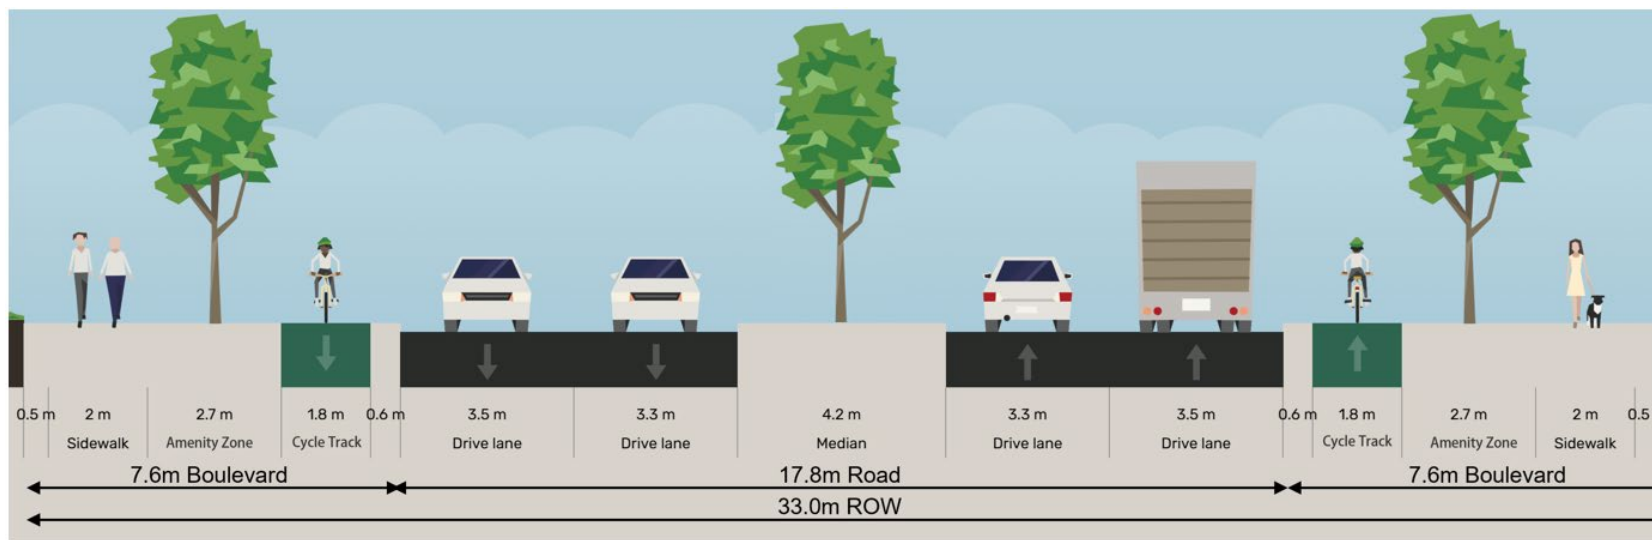 0.5 m 2 m 2.7 m 1.8 m 0.6 m 3.5 m 3.3 m 4.2 m 3.3 m 3.5 m 0.6 m 1.8 m 2.7 m 2 m 0.5
Sidewalk Amenity Zone Cycle Track Drive lane Drive lane Median Drive lane Drive lane Cycle Track Amenity Zone Sidewalk
7.6m Boulevard 17.8m Road 7.6m Boulevard
33.0m ROW